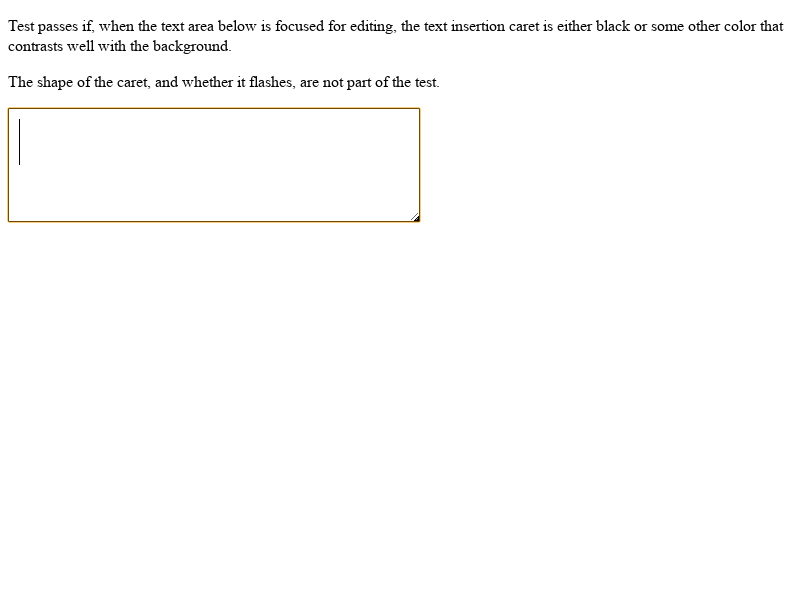 Test passes if, when the text area below is focused for editing, the text insertion caret is either black or some other color that
contrasts well with the background.
The shape of the caret, and whether it flashes, are not part of the test.